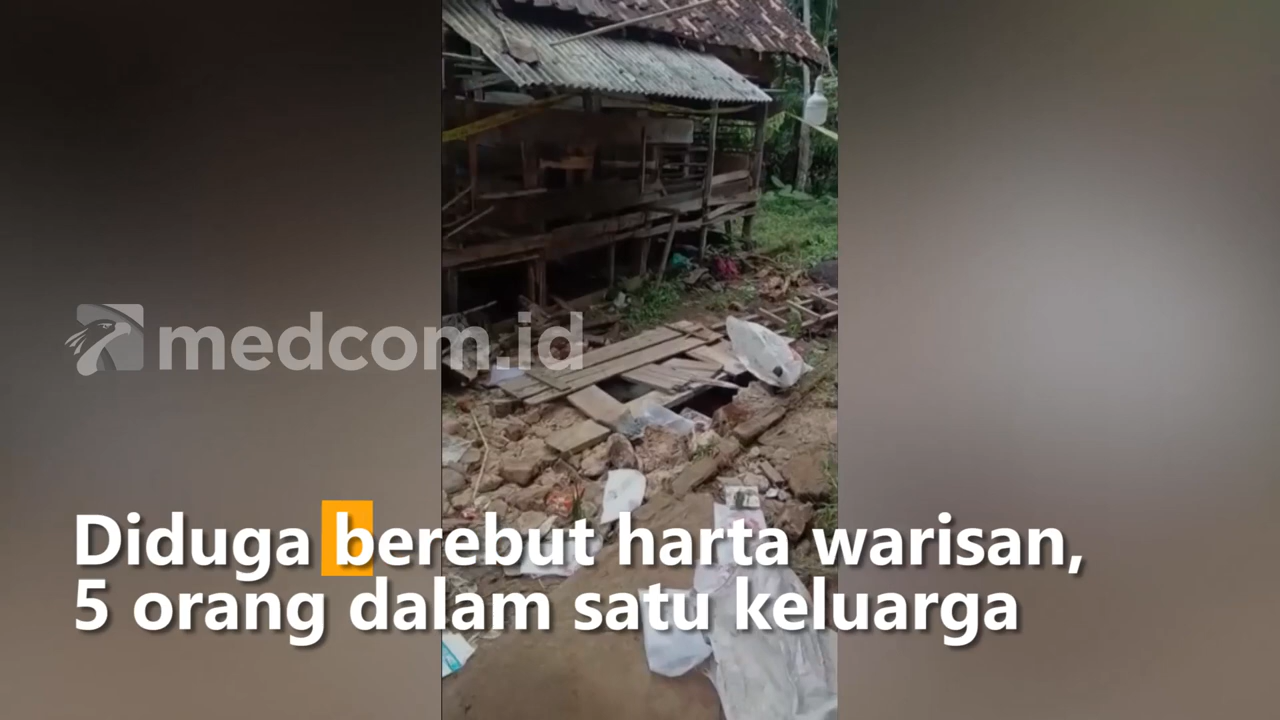 medcom.id
Diduga berebut harta warisan,
5 orang dalam satu keluarga